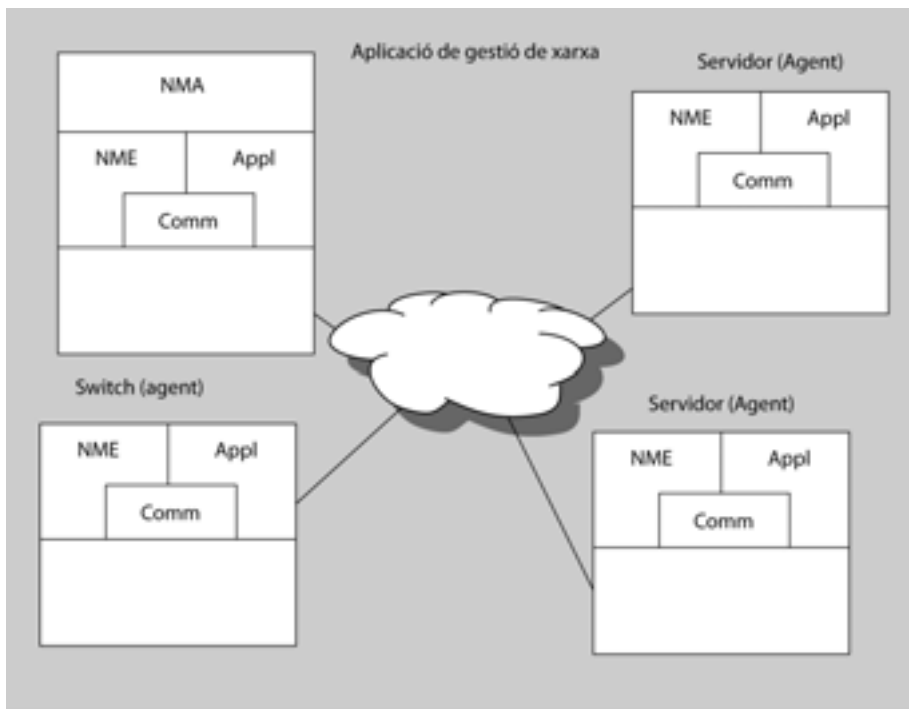 Aplicació de gestió de xarxa
NMA
NME Appl
Comm
Servidor (Agent)
NME Appl
Comm
Switch (agent)
NME Appl
Comm
Servidor (Agent)
NME Appl
Comm